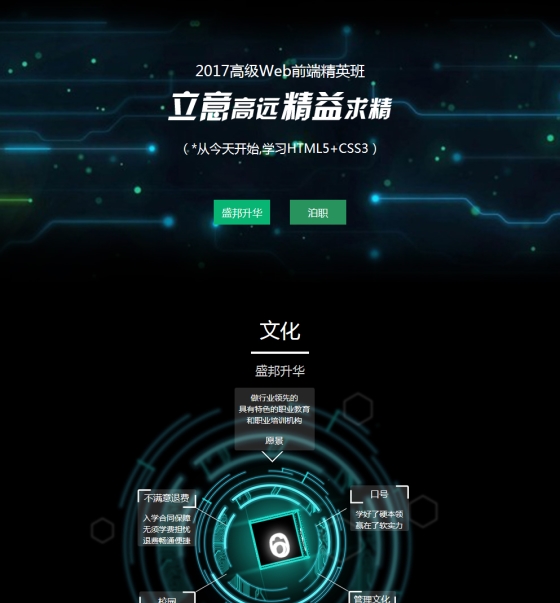 2017高级Web前端精英班
立意高远 精益求精
（ *从今天开始,学习HTML5+CSS3 ）
盛邦升华
泊职
文化
盛邦升华
做行业领先的
具有特色的职业教育
和职业培训机构
愿景
不满意退费
入学合同保障
无须学费担忧
退费畅通便捷
口号
学好了硬本领
赢在了软实力
6
校园
管理文化